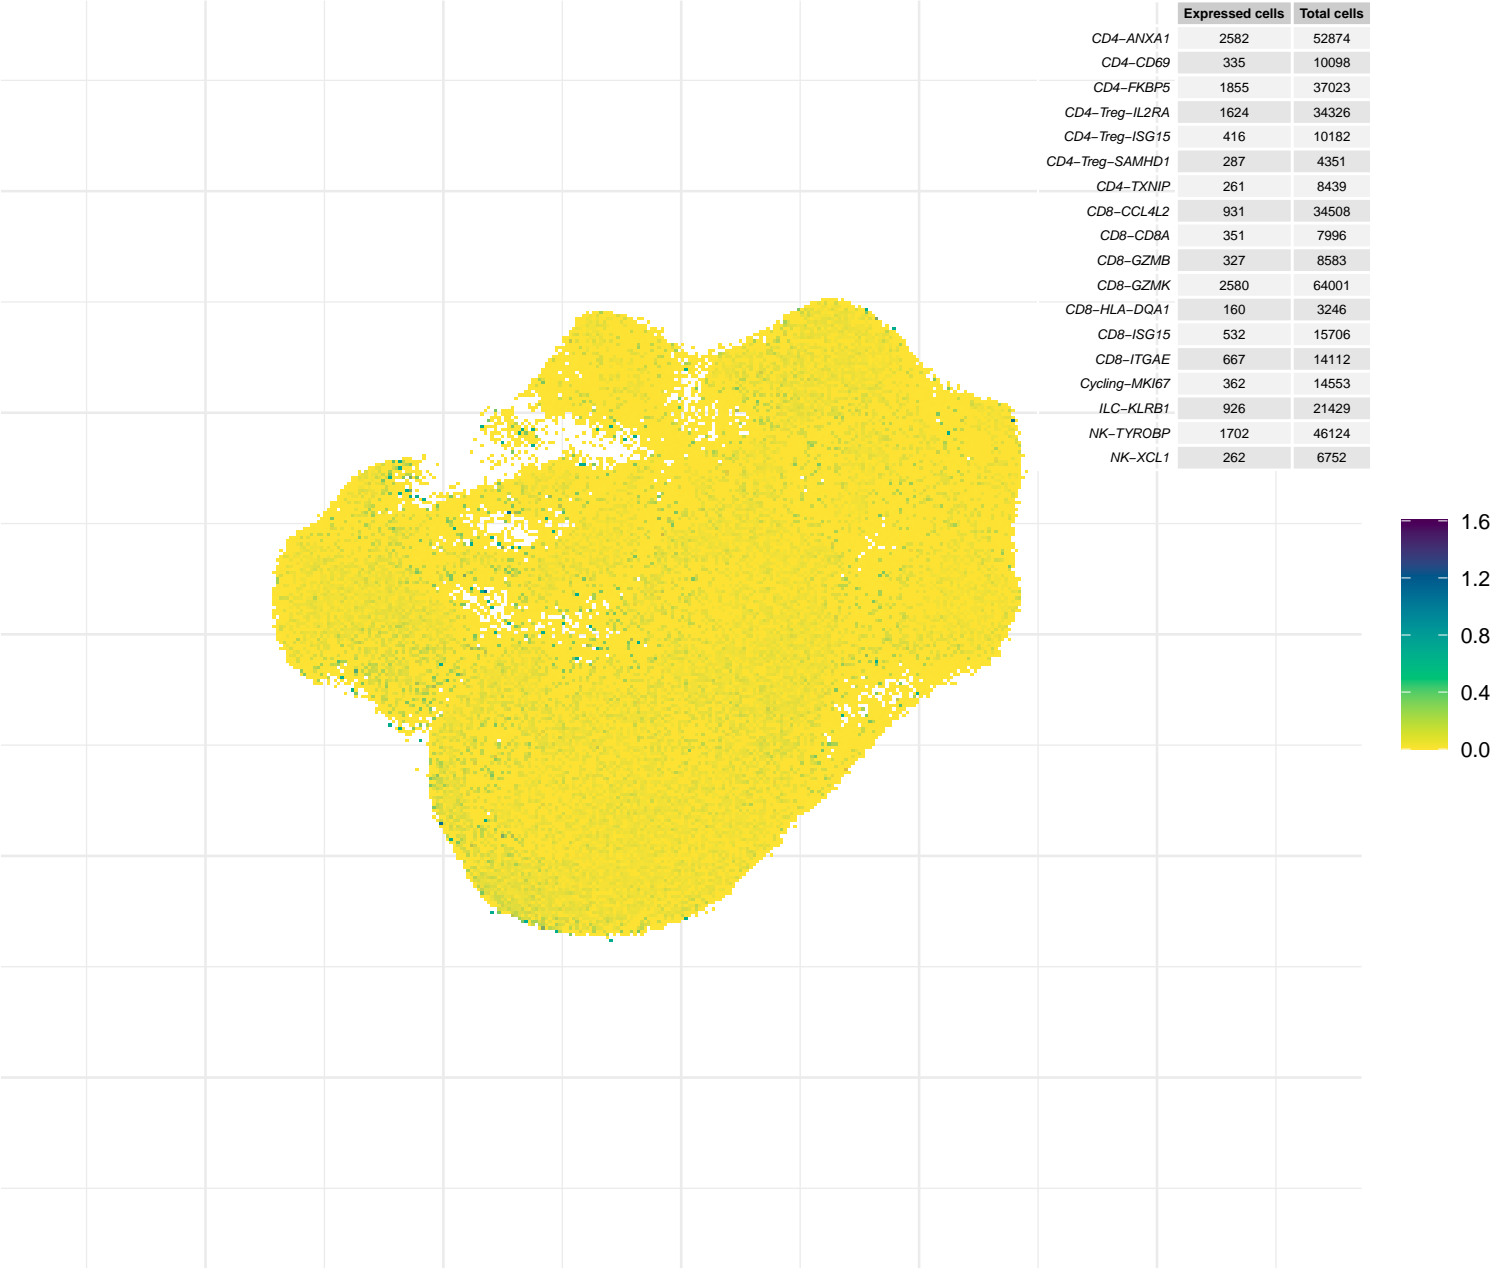 Expressed cells Total cells
CD4−ANXA1 2582 52874
CD4−CD69 335 10098
CD4−FKBP5 1855 37023
CD4−Treg−IL2RA 1624 34326
CD4−Treg−ISG15 416 10182
CD4−Treg−SAMHD1 287 4351
CD4−TXNIP 261 8439
CD8−CCL4L2 931 34508
CD8−CD8A 351 7996
CD8−GZMB 327 8583
CD8−GZMK 2580 64001
CD8−HLA−DQA1 160 3246
CD8−ISG15 532 15706
CD8−ITGAE 667 14112
Cycling−MKI67 362 14553
ILC−KLRB1 926 21429
NK−TYROBP 1702 46124
NK−XCL1 262 6752
1.6
1.2
0.8
0.4
0.0